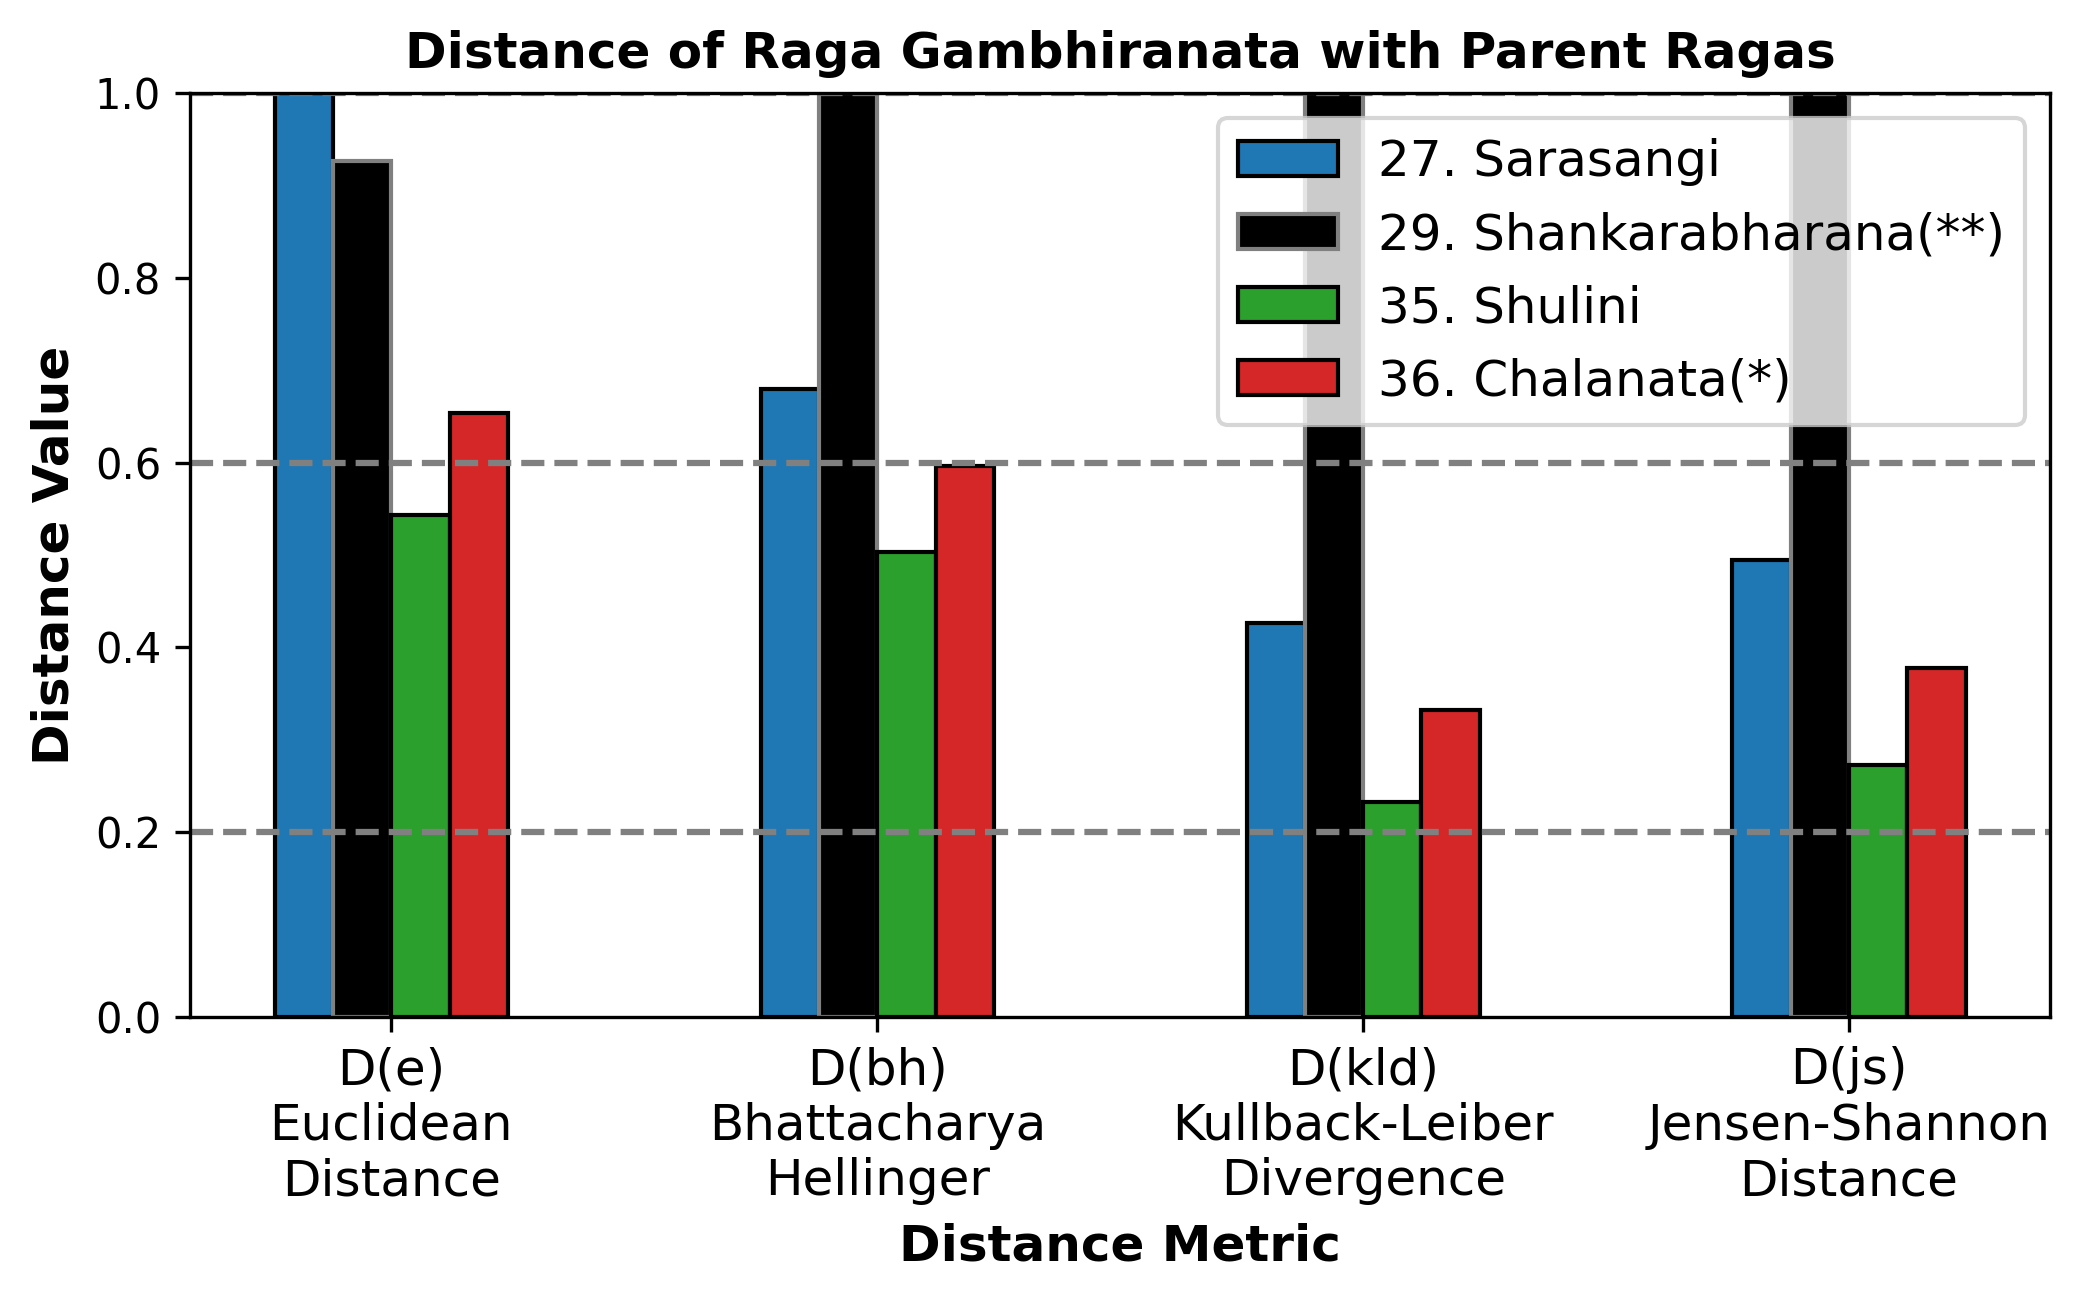 Distance of Raga Gambhiranata with Parent Ragas
Distance Value
1.0
0.8
0.6
0.4
0.2
0.0
27. Sarasangi
29. Shankarabharana(**)
35. Shulini
36. Chalanata(*)
D(e)
Euclidean
Distance
D(bh)
Bhattacharya
Hellinger
D(kld)
Kullback-Leiber
Divergence
D(js)
Jensen-Shannon
Distance
Distance Metric